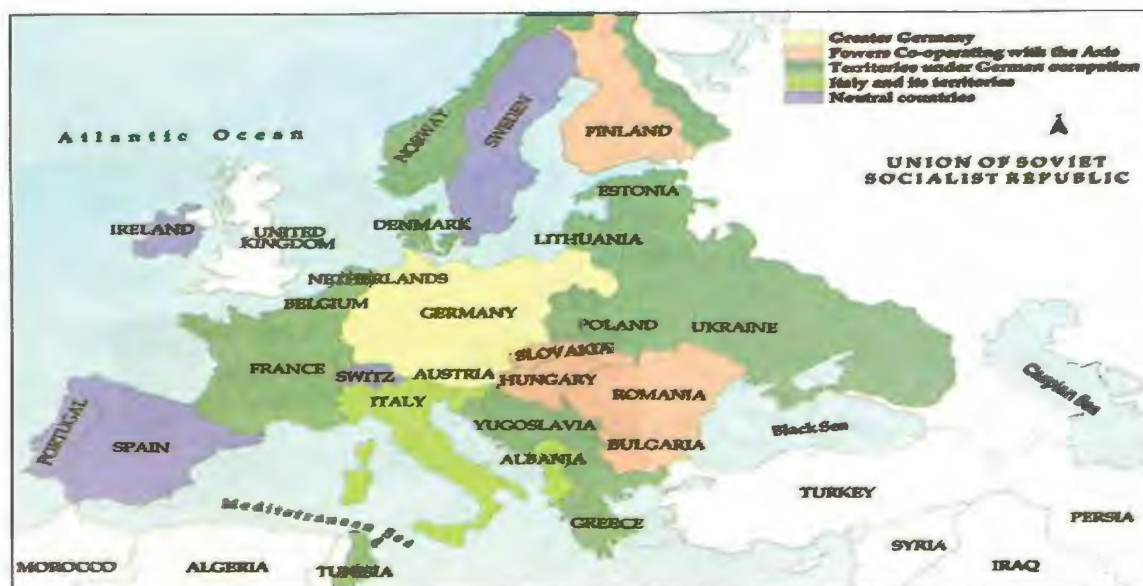 Greater Germany
Powers Co-operating with the Axis
Territories under German occupation
Italy and its territories
Neutral countries
Atlantic Ocean
NORWAY
SWEDEN
FINLAND
UNION OF SOVIET
SOCIALIST REPUBLIC
ESTONIA
IRELAND
UNITED
KINGDOM
DENMARK
LITHUANIA
NETHERLANDS
BELGIUM
GERMANY
POLAND
UKRAINE
FRANCE
SWITZ
AUSTRIA
SLOVAKIA
HUNGARY
ITALY
ROMANIA
Caspian Sea
PORTUGAL
SPAIN
YUGOSLAVIA
BULGARIA
Black Sea
ALBANIA
Mediterranean Sea
GREECE
TURKEY
PERSIA
SYRIA
IRAQ
MOROCCO
ALGERIA
TUNISIA